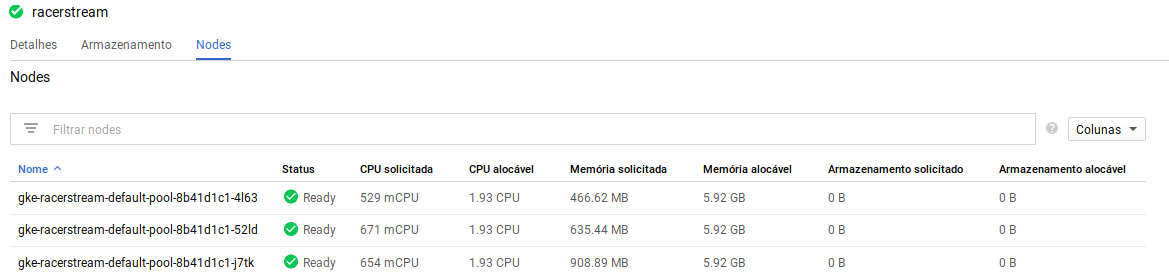 racerstream
Detalhes Armazenamento Nodes
Nodes
Filtrar nodes ? Colunas
Nome Status CPU solicitada CPU alocável Memória solicitada Memória alocável Armazenamento solicitado Armazenamento alocável
gke-racerstream-default-pool-8b41d1c1-4l63 Ready 529 mCPU 1.93 CPU 466.62 MB 5.92 GB 0 B 0 B
gke-racerstream-default-pool-8b41d1c1-52ld Ready 671 mCPU 1.93 CPU 635.44 MB 5.92 GB 0 B 0 B
gke-racerstream-default-pool-8b41d1c1-j7tk Ready 654 mCPU 1.93 CPU 908.89 MB 5.92 GB 0 B 0 B